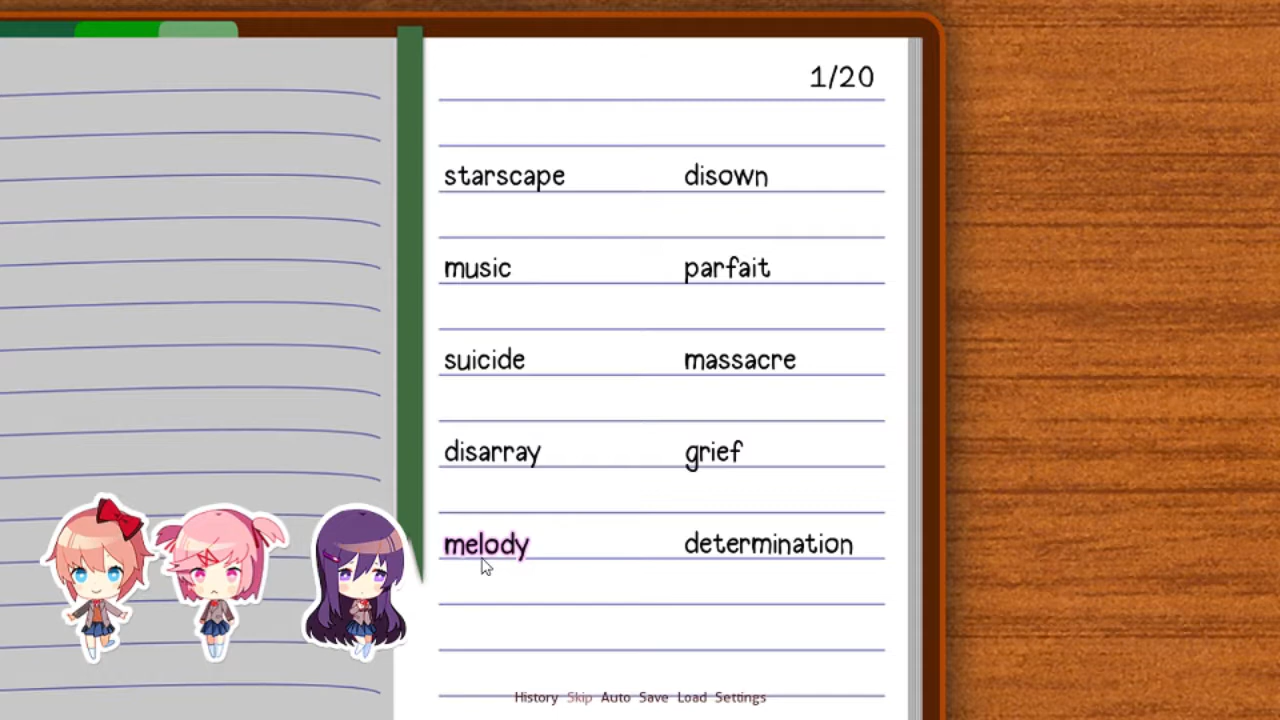 1/20
starscape disown
music parfait
suicide massacre
disarray grief
melody determination
History Skip Auto Save Load Settings